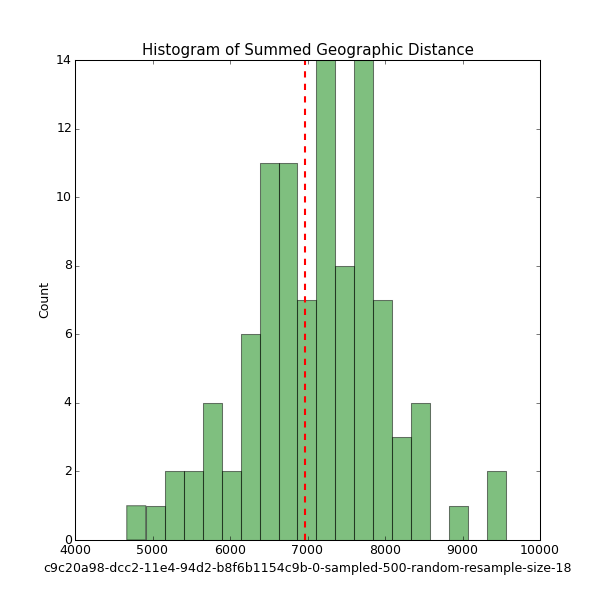 Histogram of Summed Geographic Distance
14
12
10
8
6
4
2
0
Count
4000 5000 6000 7000 8000 9000 10000
c9c20a98-dcc2-11e4-94d2-b8f6b1154c9b-0-sampled-500-random-resample-size-18